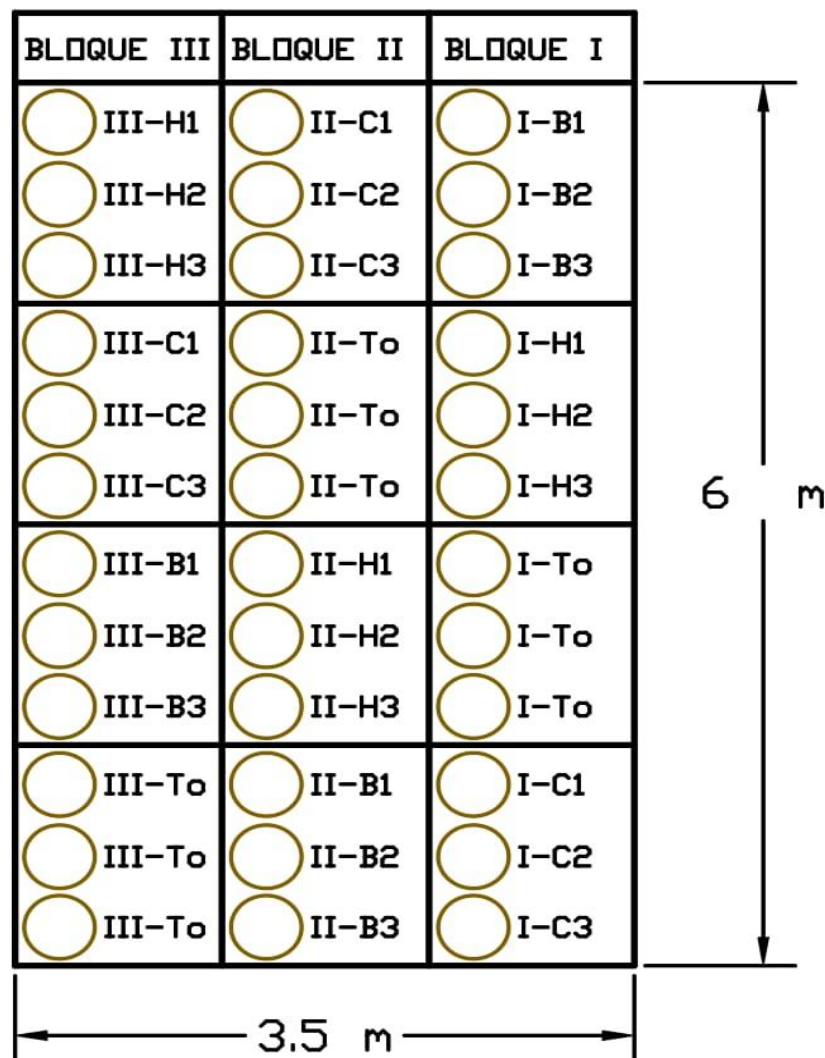 BLOQUE III BLOQUE II BLOQUE I
III-H1 II-C1 I-B1
III-H2 II-C2 I-B2
III-H3 II-C3 I-B3
III-C1 II-To I-H1
III-C2 II-To I-H2
III-C3 II-To I-H3
6 m
III-B1 II-H1 I-To
III-B2 II-H2 I-To
III-B3 II-H3 I-To
III-To II-B1 I-C1
III-To II-B2 I-C2
III-To II-B3 I-C3
3.5 m